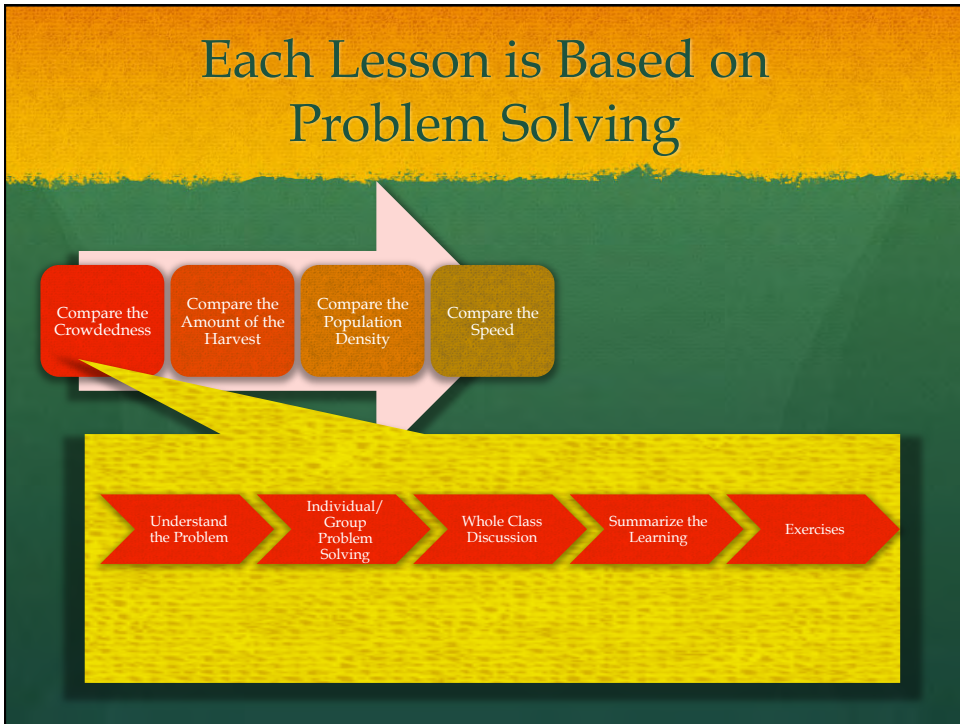 Each Lesson is Based on
Problem Solving
Compare the
Crowdedness
Compare the
Amount of the
Harvest
Compare the
Population
Density
Compare the
Speed
Understand
the Problem
Individual/
Group
Problem
Solving
Whole Class
Discussion
Summarize the
Learning
Exercises